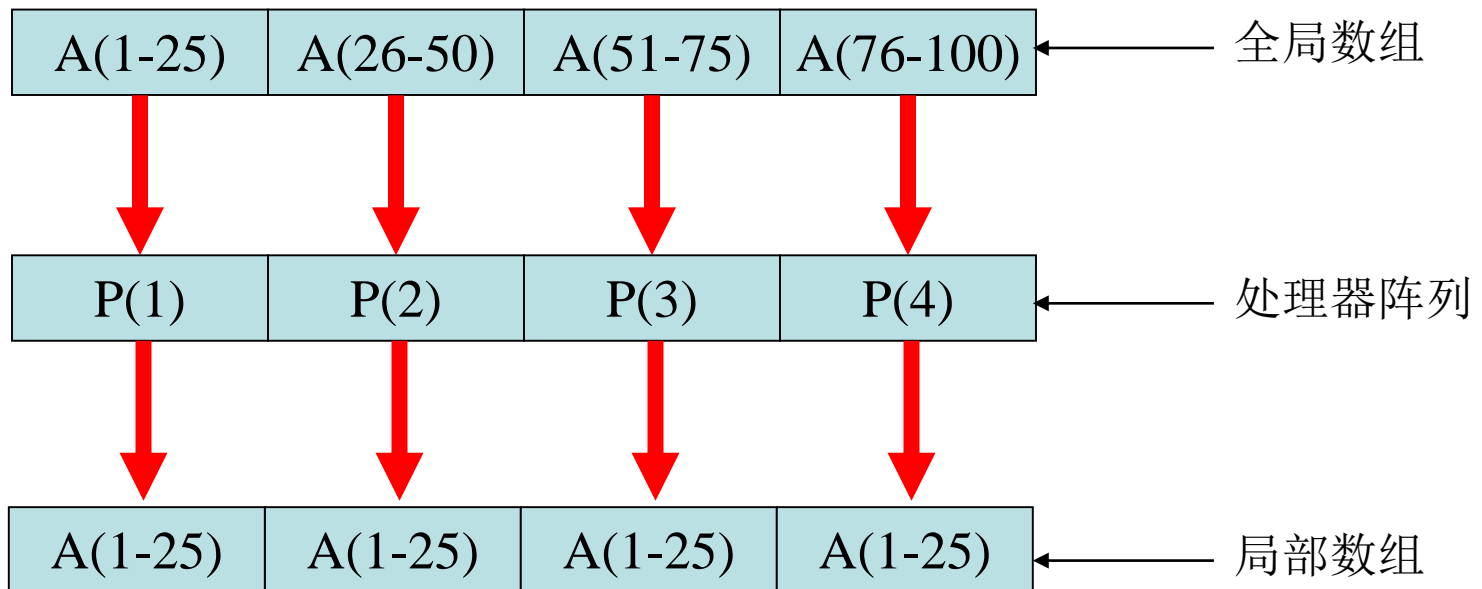 A(1-25) A(26-50) A(51-75) A(76-100) 全局数组
P(1) P(2) P(3) P(4) 处理器阵列
A(1-25) A(1-25) A(1-25) A(1-25) 局部数组